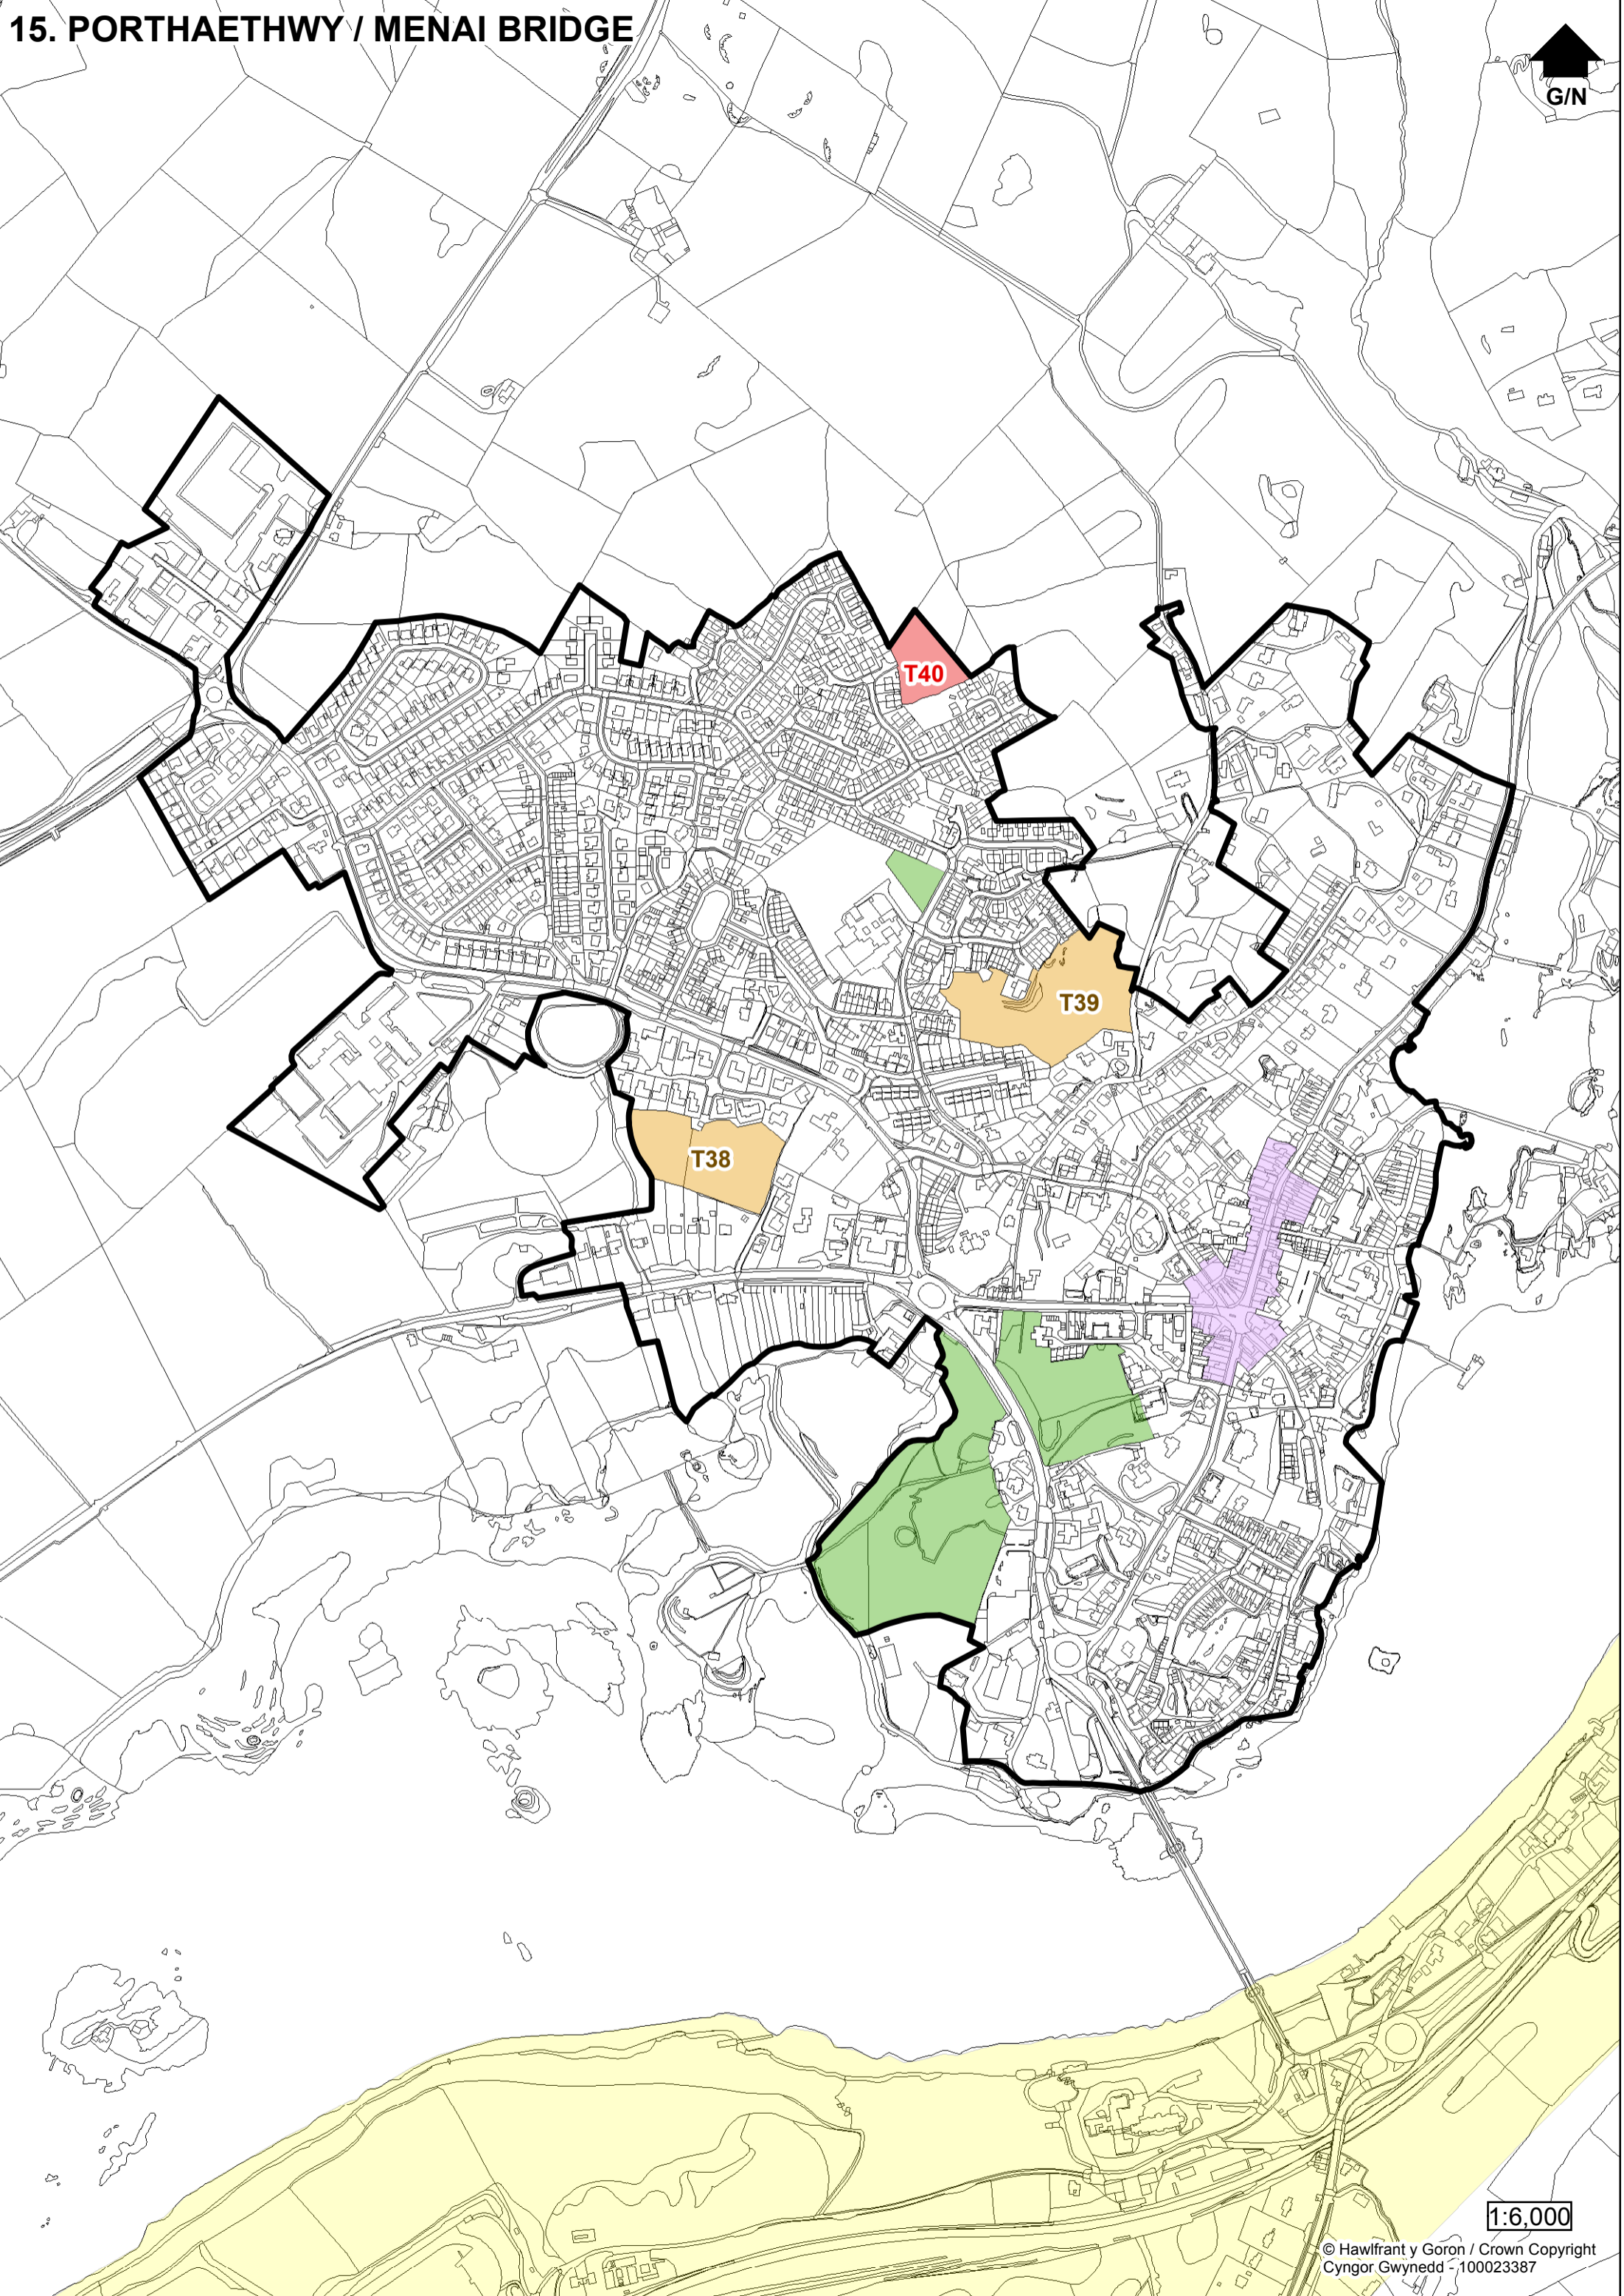 15. PORTHAETHWY / MENAI BRIDGE
G/N
T40
T39
T38
1:6,000
© Hawlfraint y Goron / Crown Copyright
Cyngor Gwynedd - 100023387